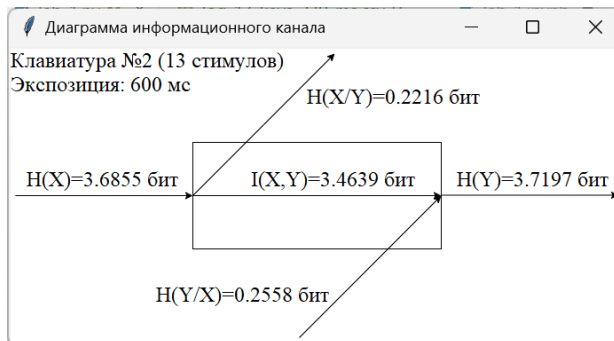 Диаграмма информационного канала
Клавиатура №2 (13 стимулов)
Экспозиция: 600 мс
H(X/Y)=0.2216 бит
H(X)=3.6855 бит
I(X,Y)=3.4639 бит
H(Y)=3.7197 бит
H(Y/X)=0.2558 бит